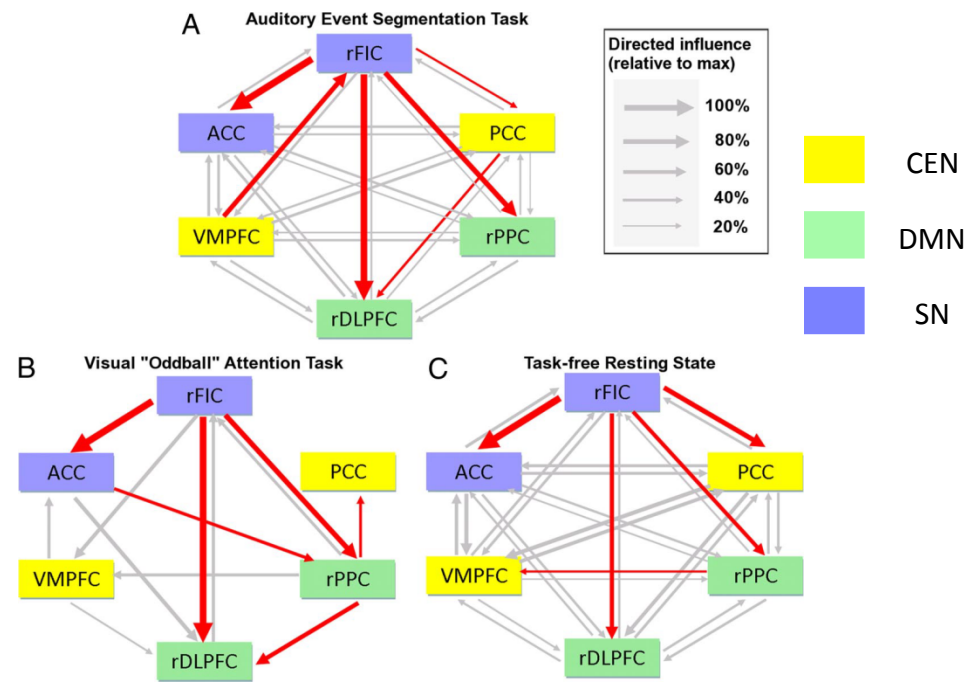 A
Auditory Event Segmentation Task
rFIC
ACC
PCC
VMPFC
rPPC
rDLPFC
Directed influence
(relative to max)
100%
80%
60%
40%
20%
CEN
DMN
SN
B
Visual "Oddball" Attention Task
rFIC
ACC
PCC
VMPFC
rPPC
rDLPFC
C
Task-free Resting State
rFIC
ACC
PCC
VMPFC
rPPC
rDLPFC